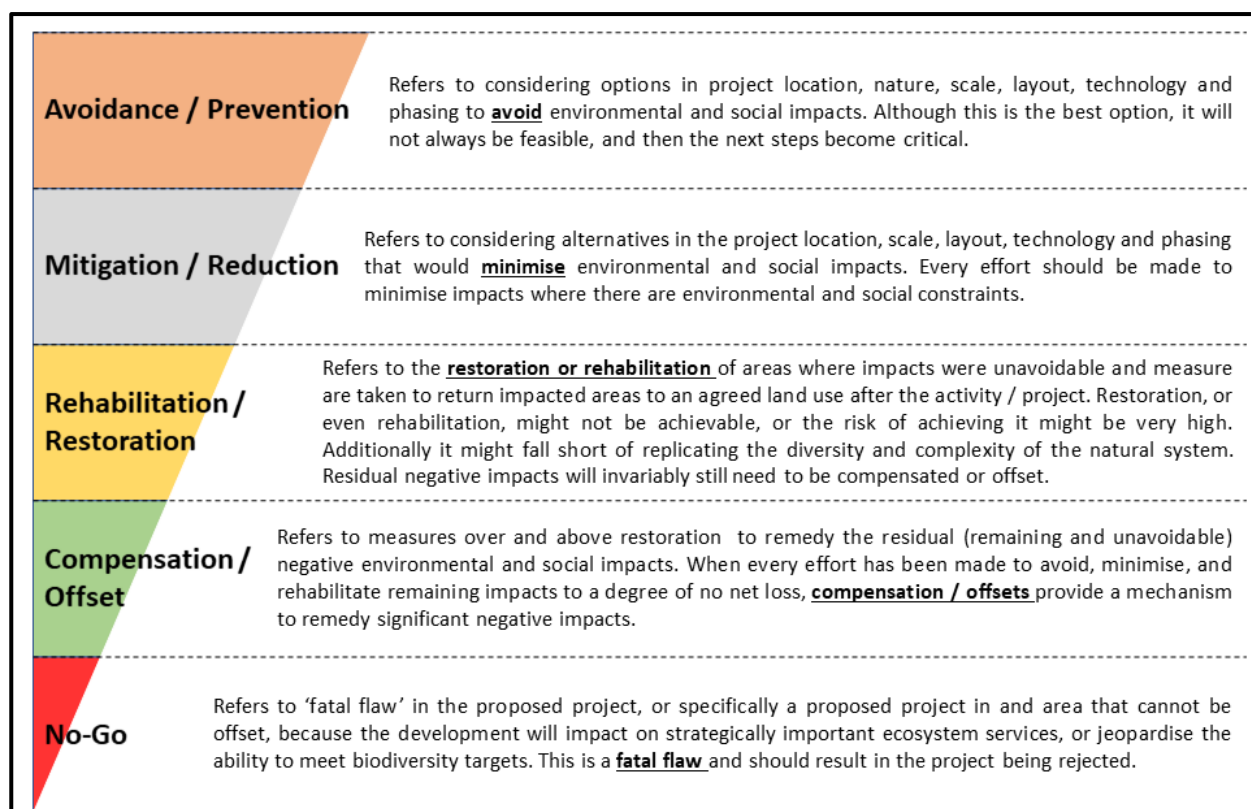 Avoidance / Prevention
Refers to considering options in project location, nature, scale, layout, technology and
phasing to avoid environmental and social impacts. Although this is the best option, it will
not always be feasible, and then the next steps become critical.
Mitigation / Reduction
Refers to considering alternatives in the project location, scale, layout, technology and phasing
that would minimise environmental and social impacts. Every effort should be made to
minimise impacts where there are environmental and social constraints.
Rehabilitation /
Restoration
Refers to the restoration or rehabilitation of areas where impacts were unavoidable and measure
are taken to return impacted areas to an agreed land use after the activity / project. Restoration, or
even rehabilitation, might not be achievable, or the risk of achieving it might be very high.
Additionally it might fall short of replicating the diversity and complexity of the natural system.
Residual negative impacts will invariably still need to be compensated or offset.
Compensation /
Offset
Refers to measures over and above restoration to remedy the residual (remaining and unavoidable)
negative environmental and social impacts. When every effort has been made to avoid, minimise, and
rehabilitate remaining impacts to a degree of no net loss, compensation / offsets provide a mechanism
to remedy significant negative impacts.
No-Go
Refers to ‘fatal flaw’ in the proposed project, or specifically a proposed project in and area that cannot be
offset, because the development will impact on strategically important ecosystem services, or jeopardise the
ability to meet biodiversity targets. This is a fatal flaw and should result in the project being rejected.